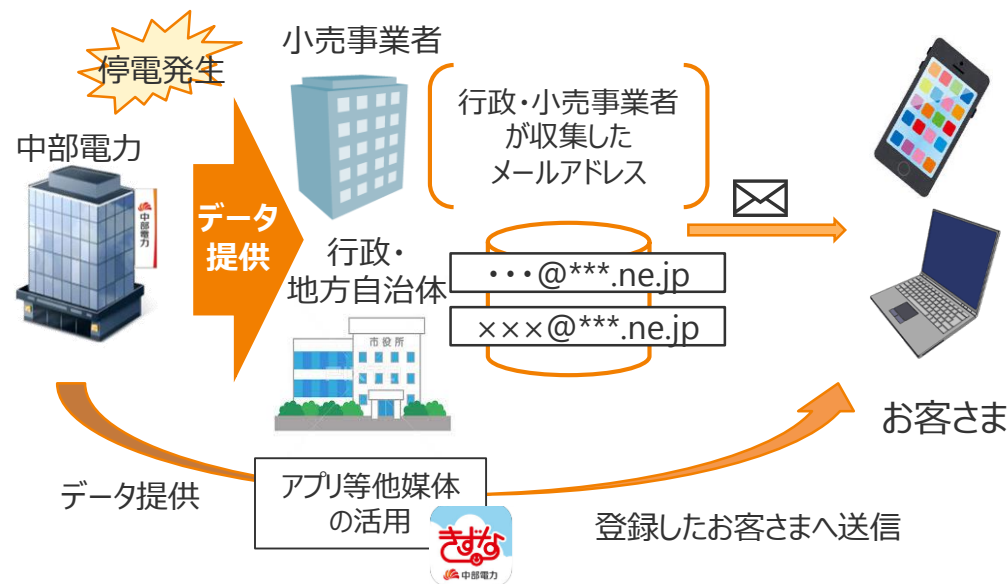 停電発生
小売事業者
行政・小売事業者
が収集した
メールアドレス
中部電力
中部電力
データ
提供
行政・
地方自治体
市役所
・・・@***.ne.jp
×××@***.ne.jp
お客さま
データ提供
アプリ等他媒体
の活用
きずな
中部電力
登録したお客さまへ送信